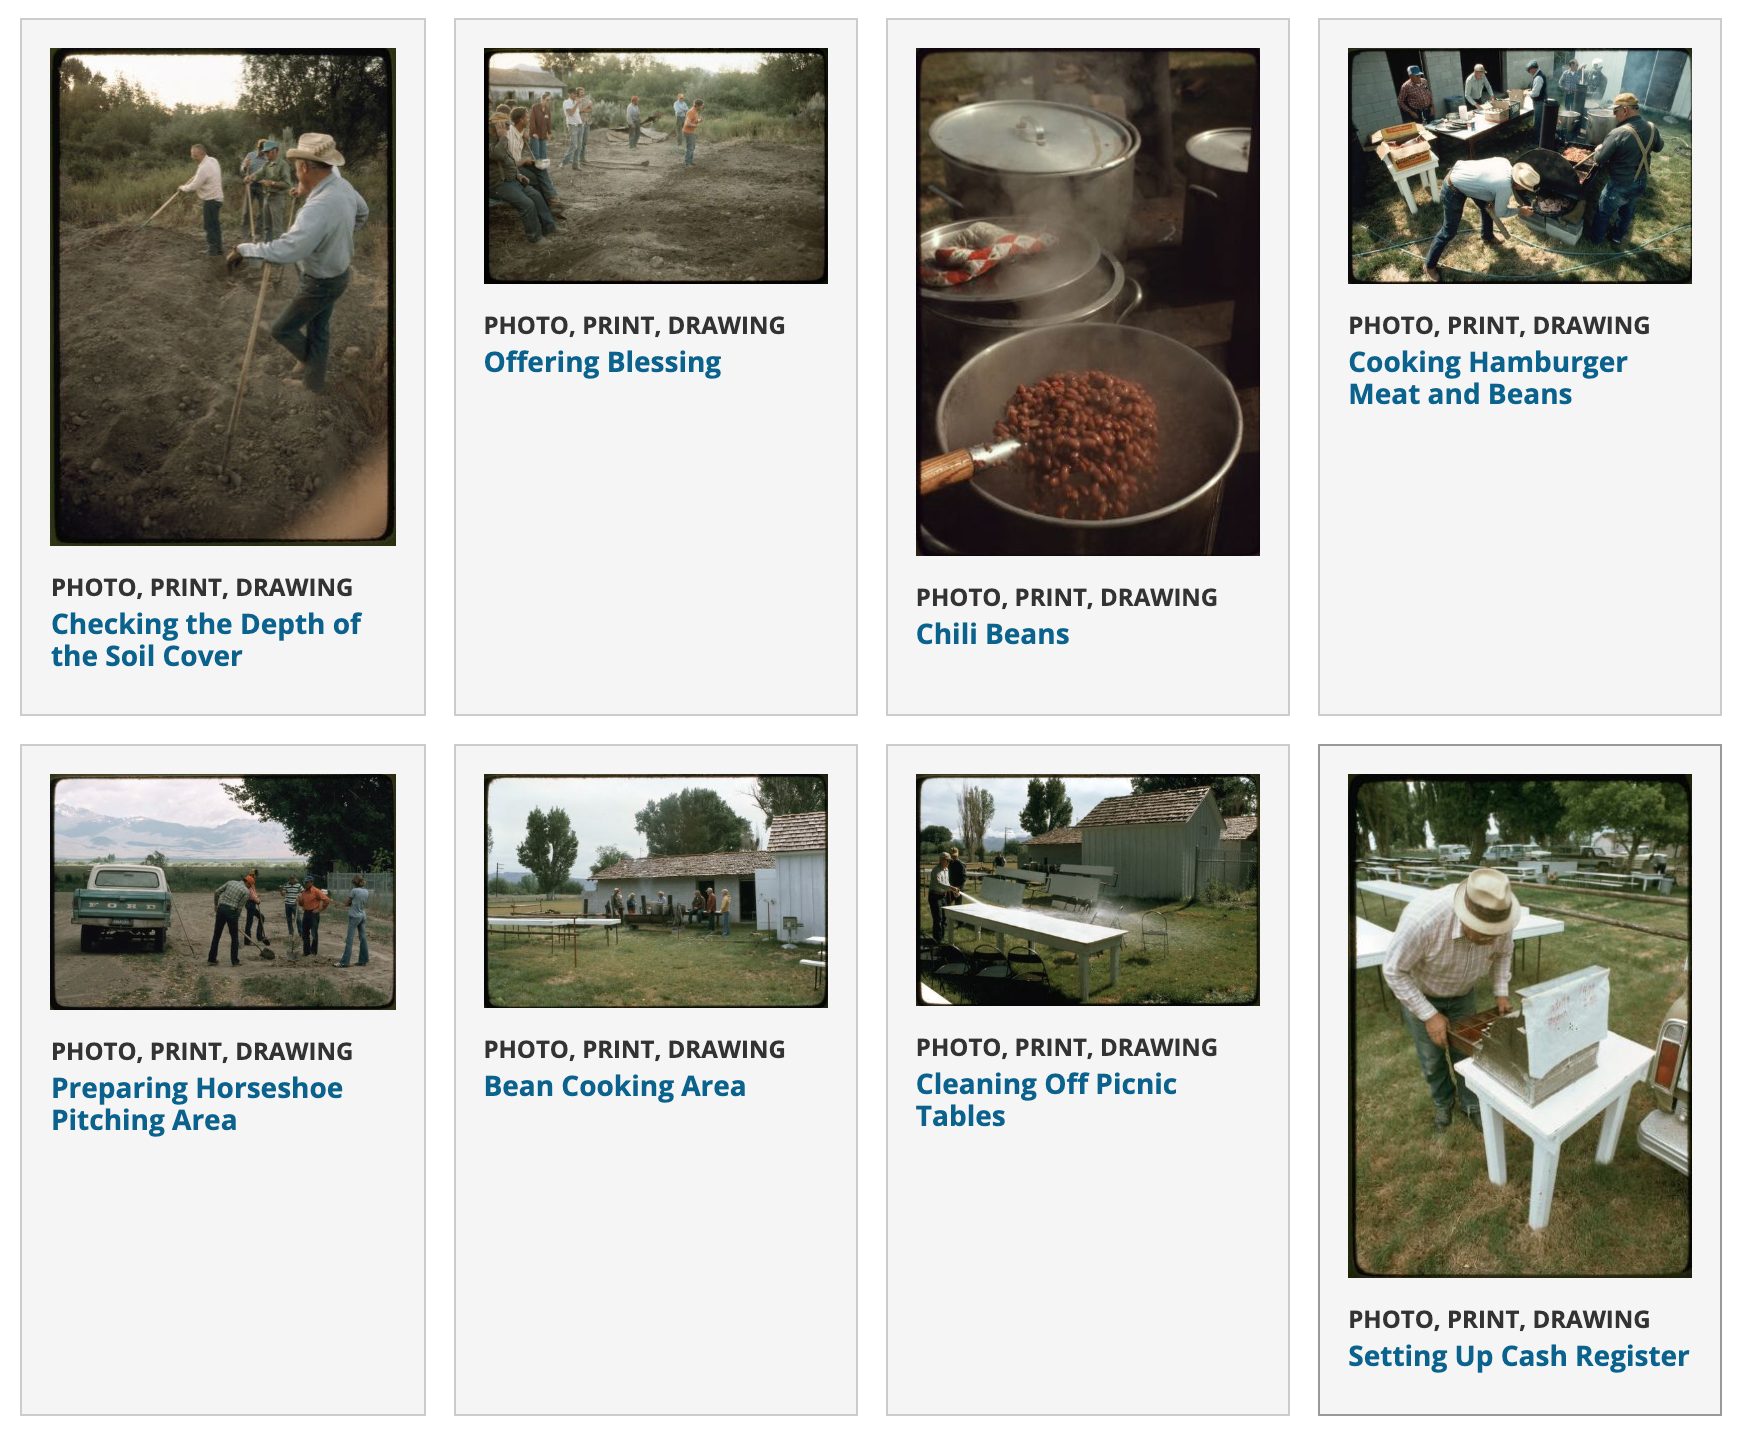 PHOTO, PRINT, DRAWING
Checking the Depth of
the Soil Cover
PHOTO, PRINT, DRAWING
Offering Blessing
PHOTO, PRINT, DRAWING
Chili Beans
PHOTO, PRINT, DRAWING
Cooking Hamburger
Meat and Beans
FORD
PHOTO, PRINT, DRAWING
Preparing Horseshoe
Pitching Area
PHOTO, PRINT, DRAWING
Bean Cooking Area
PHOTO, PRINT, DRAWING
Cleaning Off Picnic
Tables
PHOTO, PRINT, DRAWING
Setting Up Cash Register